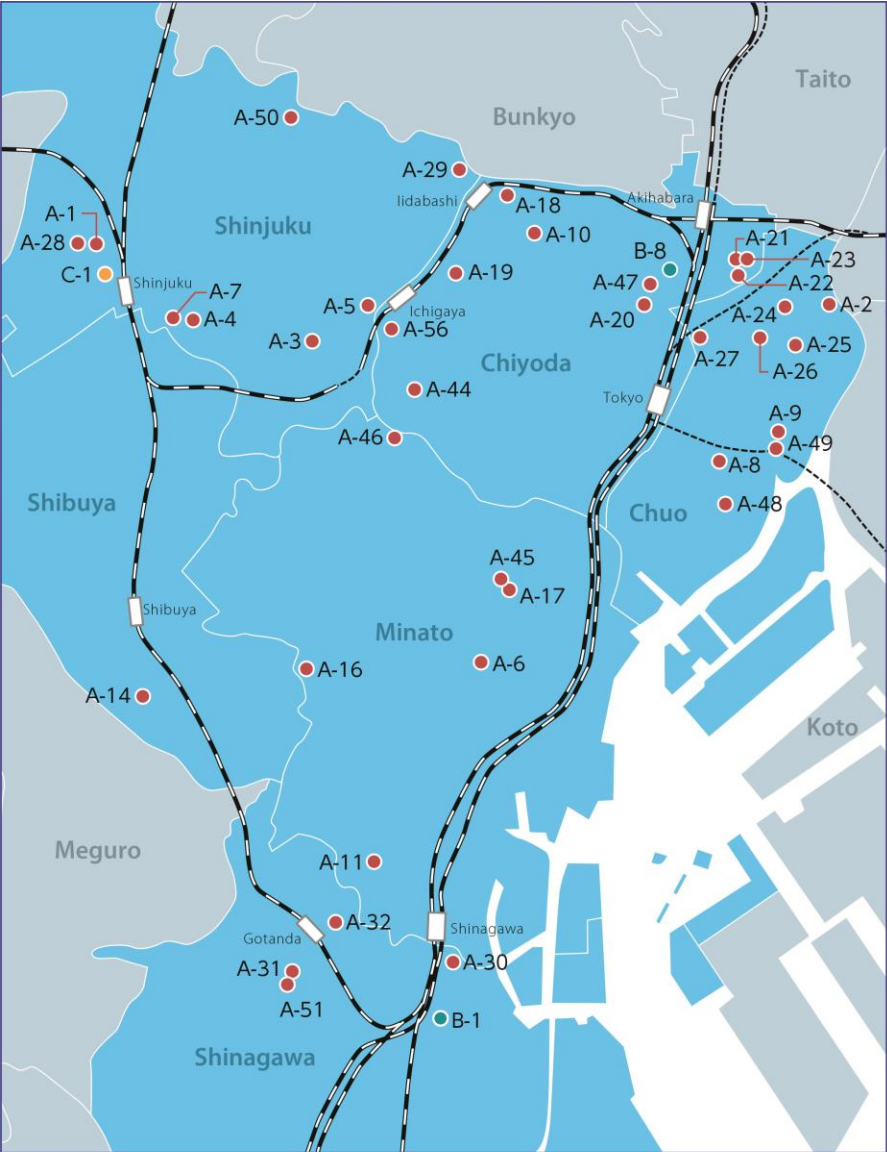 Taito
Bunkyo
A-50
A-29
Iidabashi
A-18
Akihabara
A-1
Shinjuku
A-28
A-10
A-21
B-8
A-23
C-1
Shinjuku
A-19
A-47
A-22
A-7
A-4
A-5
Ichigaya
A-20
A-24
A-2
A-56
A-3
A-27
A-25
Chiyoda
A-26
A-44
Tokyo
A-9
A-46
A-49
A-8
Shibuya
A-48
Chuo
A-45
A-17
Shibuya
Minato
A-16
A-6
A-14
Koto
Meguro
A-11
A-32
Gotanda
Shinagawa
A-31
A-30
A-51
B-1
Shinagawa